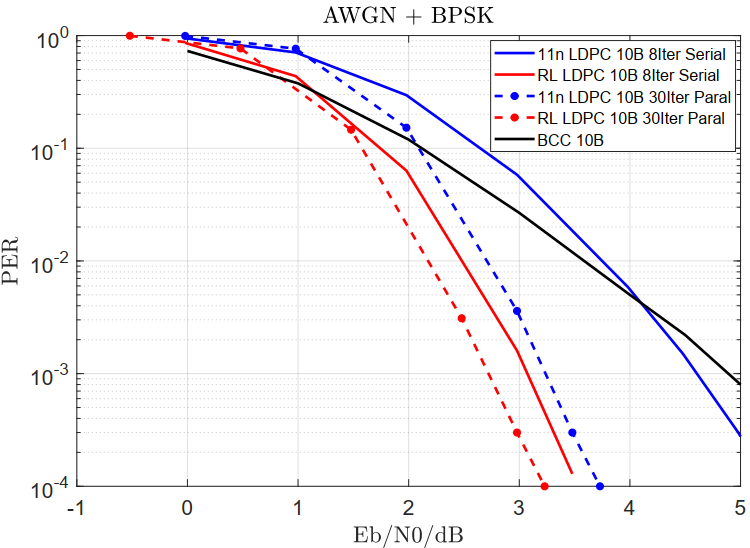 AWGN + BPSK
11n LDPC 10B 8Iter Serial
RL LDPC 10B 8Iter Serial
11n LDPC 10B 30Iter Paral
RL LDPC 10B 30Iter Paral
BCC 10B
PER
10^0
10^-1
10^-2
10^-3
10^-4
-1 0 1 2 3 4 5
Eb/N0/dB